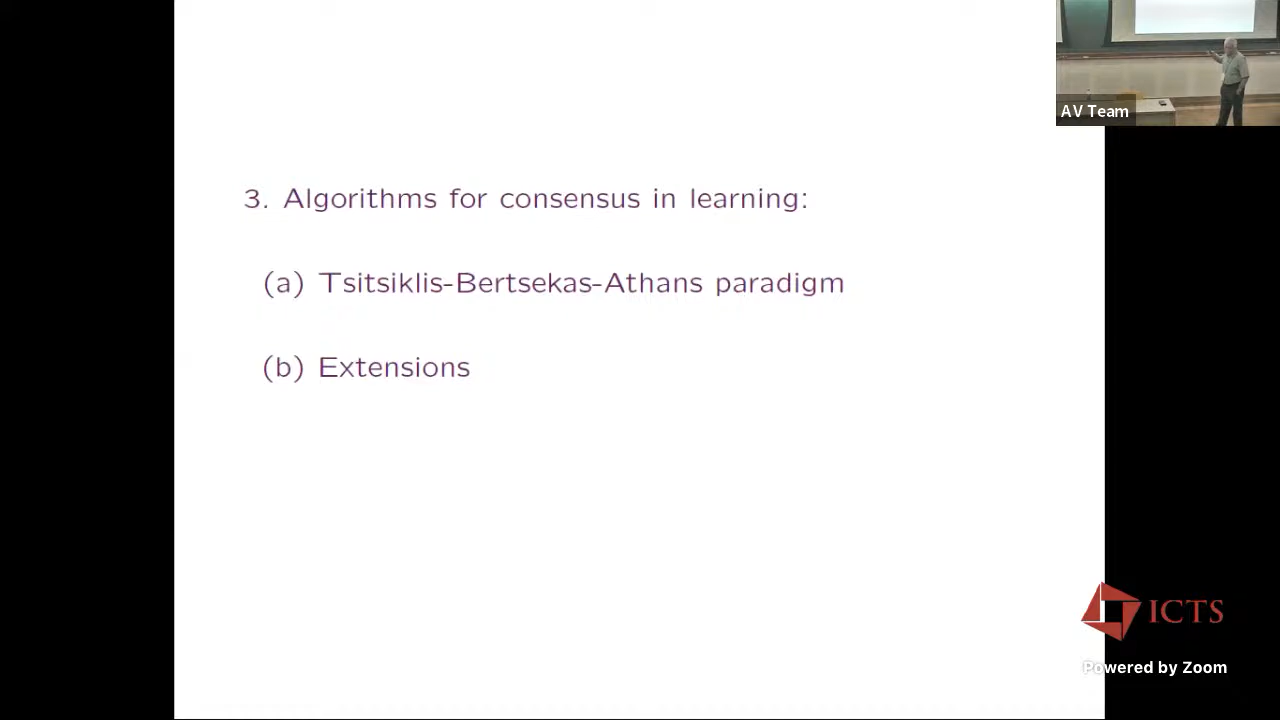 AV Team
3. Algorithms for consensus in learning:
(a) Tsitsiklis-Bertsekas-Athans paradigm
(b) Extensions
ICTS
Powered by Zoom